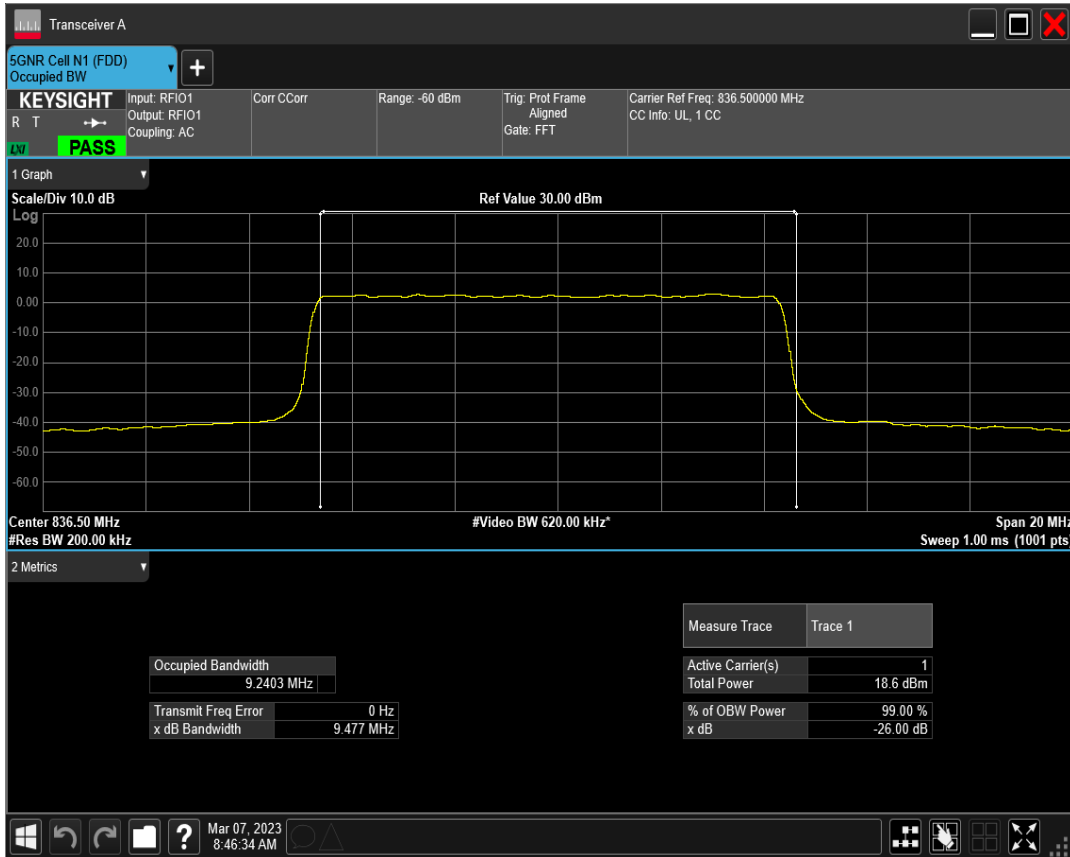 Transceiver A
5GNR Cell N1 (FDD)
Occupied BW
+
KEYSIGHT
R T
LXI
PASS
Input: RFIO1
Output: RFIO1
Coupling: AC
Corr CCorr
Range: -60 dBm
Trig: Prot Frame
Aligned
Gate: FFT
Carrier Ref Freq: 836.500000 MHz
CC Info: UL, 1 CC
1 Graph
Scale/Div 10.0 dB
Ref Value 30.00 dBm
Log
20.0
10.0
0.00
-10.0
-20.0
-30.0
-40.0
-50.0
-60.0
Center 836.50 MHz
#Video BW 620.00 kHz*
Span 20 MHz
#Res BW 200.00 kHz
Sweep 1.00 ms (1001 pts)
2 Metrics
Measure Trace Trace 1
Occupied Bandwidth
9.2403 MHz
Active Carrier(s) 1
Total Power 18.6 dBm
Transmit Freq Error 0 Hz
x dB Bandwidth 9.477 MHz
% of OBW Power 99.00 %
x dB -26.00 dB
?
Mar 07, 2023
8:46:34 AM